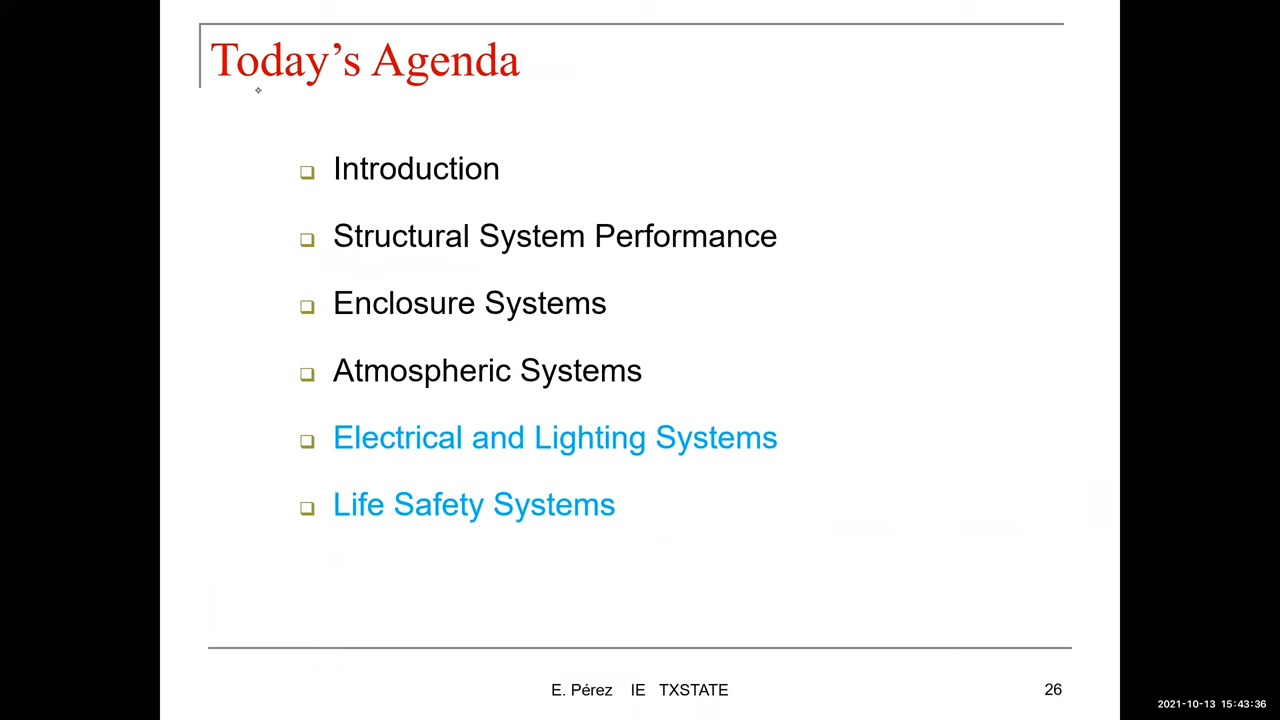 Today's Agenda
Introduction
Structural System Performance
Enclosure Systems
Atmospheric Systems
Electrical and Lighting Systems
Life Safety Systems
E. Pérez IE TXSTATE 26
2021-10-13 15:43:36